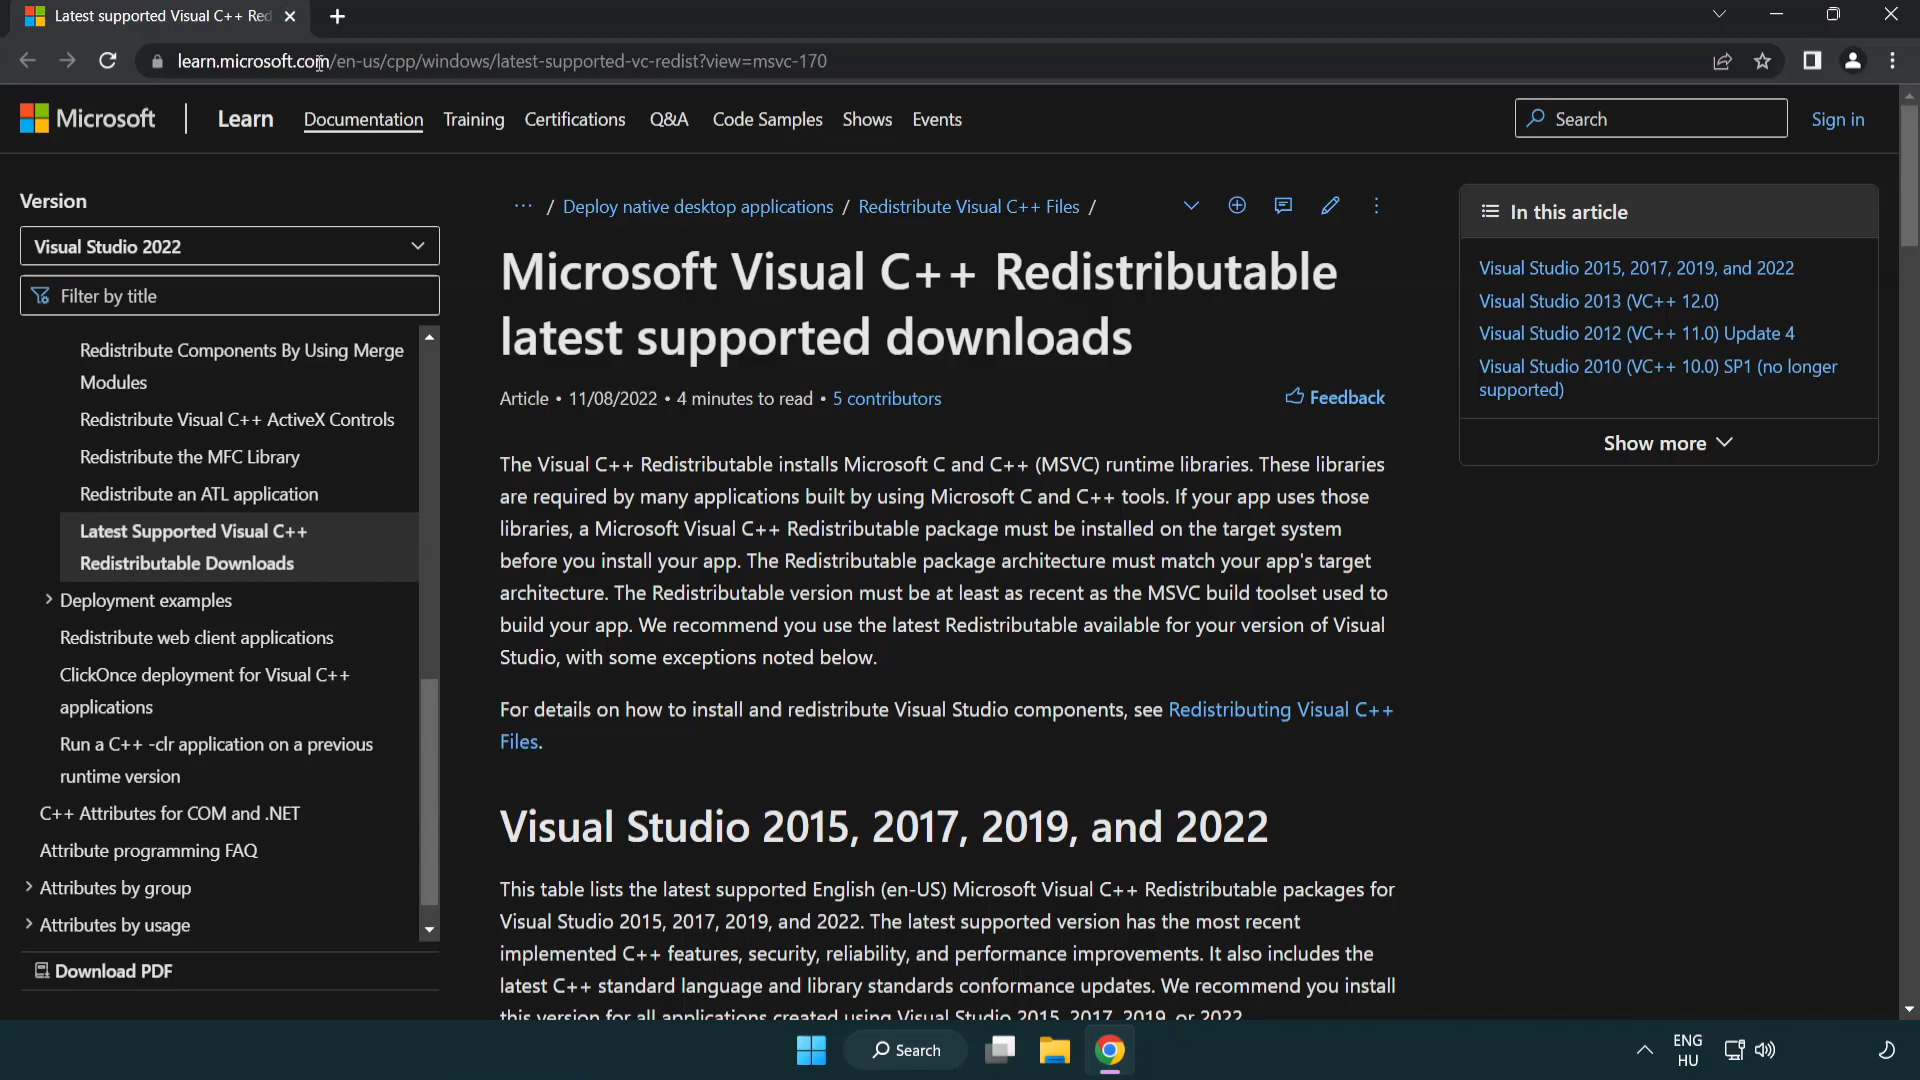 Latest supported Visual C++ Red
learn.microsoft.com/en-us/cpp/windows/latest-supported-vc-redist?view=msvc-170
Microsoft
Learn
Documentation
Training
Certifications
Q&A
Code Samples
Shows
Events
Search
Sign in
Version
Visual Studio 2022
Filter by title
Redistribute Components By Using Merge
Modules
Redistribute Visual C++ ActiveX Controls
Redistribute the MFC Library
Redistribute an ATL application
Latest Supported Visual C++
Redistributable Downloads
Deployment examples
Redistribute web client applications
ClickOnce deployment for Visual C++
applications
Run a C++ -clr application on a previous
runtime version
C++ Attributes for COM and .NET
Attribute programming FAQ
Attributes by group
Attributes by usage
Download PDF
··· / Deploy native desktop applications / Redistribute Visual C++ Files /
Microsoft Visual C++ Redistributable
latest supported downloads
Article • 11/08/2022 • 4 minutes to read • 5 contributors
Feedback
The Visual C++ Redistributable installs Microsoft C and C++ (MSVC) runtime libraries. These libraries
are required by many applications built by using Microsoft C and C++ tools. If your app uses those
libraries, a Microsoft Visual C++ Redistributable package must be installed on the target system
before you install your app. The Redistributable package architecture must match your app's target
architecture. The Redistributable version must be at least as recent as the MSVC build toolset used to
build your app. We recommend you use the latest Redistributable available for your version of Visual
Studio, with some exceptions noted below.
For details on how to install and redistribute Visual Studio components, see Redistributing Visual C++
Files.
Visual Studio 2015, 2017, 2019, and 2022
This table lists the latest supported English (en-US) Microsoft Visual C++ Redistributable packages for
Visual Studio 2015, 2017, 2019, and 2022. The latest supported version has the most recent
implemented C++ features, security, reliability, and performance improvements. It also includes the
latest C++ standard language and library standards conformance updates. We recommend you install
this version for all applications created using Visual Studio 2015, 2017, 2019, or 2022.
In this article
Visual Studio 2015, 2017, 2019, and 2022
Visual Studio 2013 (VC++ 12.0)
Visual Studio 2012 (VC++ 11.0) Update 4
Visual Studio 2010 (VC++ 10.0) SP1 (no longer
supported)
Show more
Search
ENG
HU